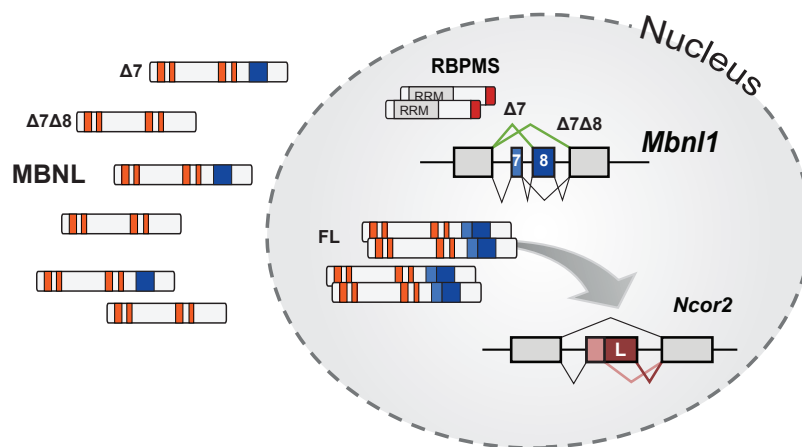 Nucleus
RBPMS
Δ7
RRM
RRM
Δ7
Δ7Δ8
Δ7Δ8
Mbnl1
7
8
MBNL
FL
Ncor2
L